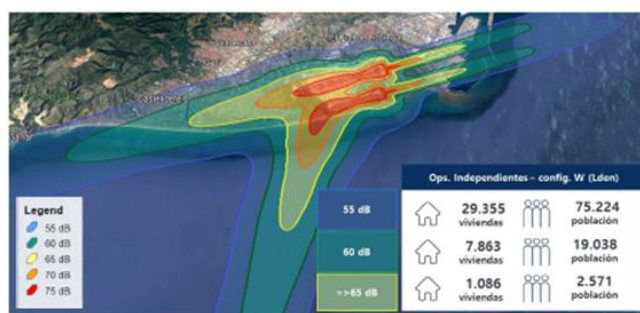 Castelldefels
Ops. Independientes – config. W (Lden)
55 dB
29.355
viviendas
75.224
población
60 dB
7.863
viviendas
19.038
población
=>65 dB
1.086
viviendas
2.571
población
Legend
55 dB
60 dB
65 dB
70 dB
75 dB